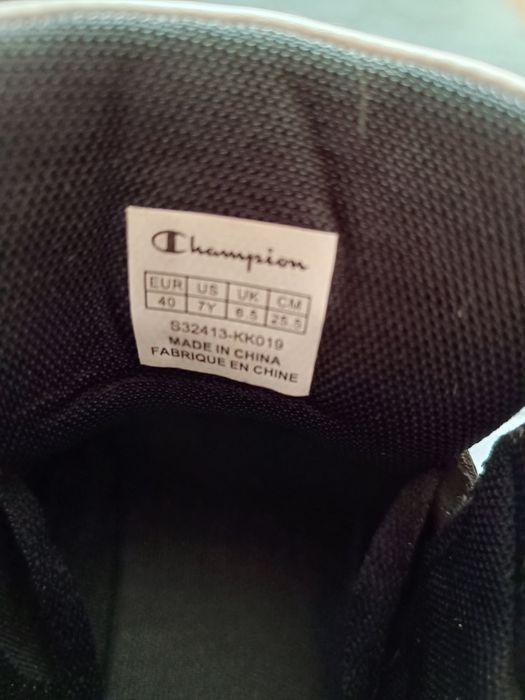 Champion
EUR US UK CM
40 7Y 6.5 25.5
S32413-KK019
MADE IN CHINA
FABRIQUE EN CHINE